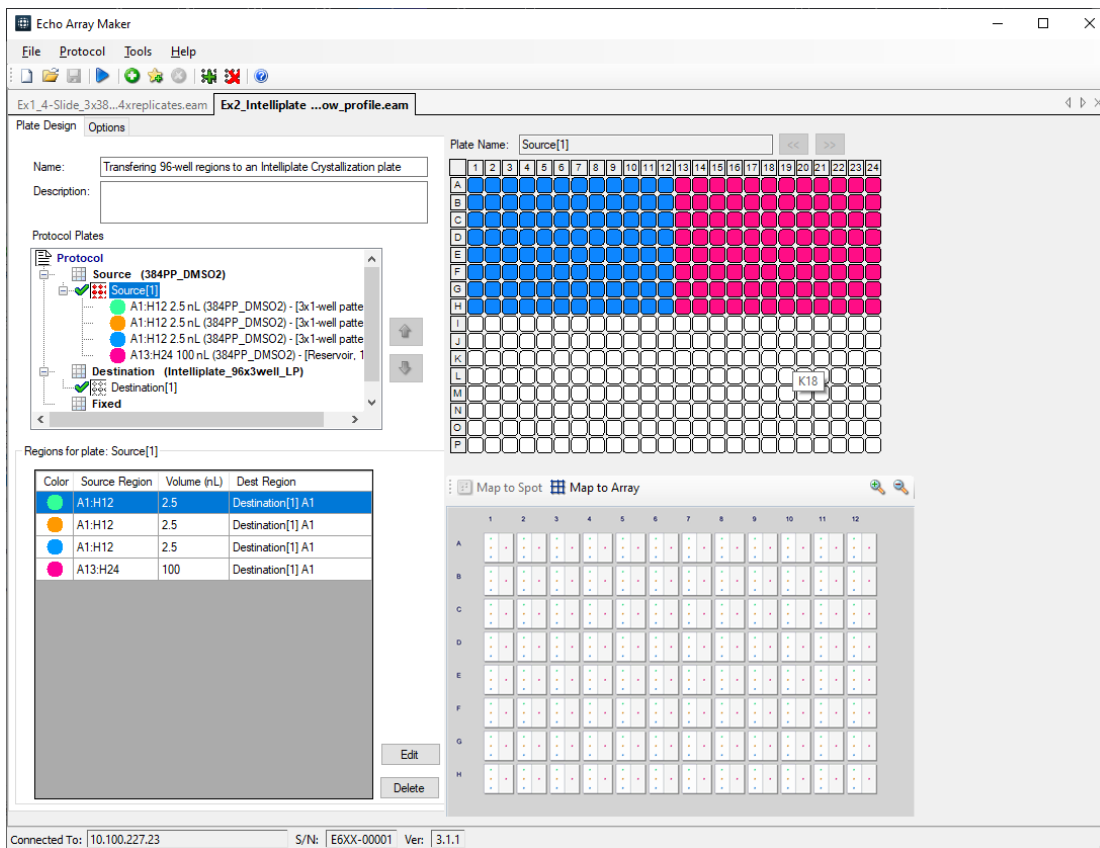 Echo Array Maker
File Protocol Tools Help
Ex1_4-Slide_3x38...4xreplicates.eam Ex2_Intelliplate ...ow_profile.eam
Plate Design Options
Name: Transfering 96-well regions to an Intelliplate Crystallization plate
Description:
Protocol Plates
Protocol
Source (384PP_DMSO2)
Source[1]
A1:H12 2.5 nL (384PP_DMSO2) - [3x1-well patte
A1:H12 2.5 nL (384PP_DMSO2) - [3x1-well patte
A1:H12 2.5 nL (384PP_DMSO2) - [3x1-well patte
A13:H24 100 nL (384PP_DMSO2) - [Reservoir, 1
Destination (Intelliplate_96x3well_LP)
Destination[1]
Fixed
Regions for plate: Source[1]
Color Source Region Volume (nL) Dest Region
A1:H12 2.5 Destination[1] A1
A1:H12 2.5 Destination[1] A1
A1:H12 2.5 Destination[1] A1
A13:H24 100 Destination[1] A1
Edit
Delete
Plate Name: Source[1] << >>
1 2 3 4 5 6 7 8 9 10 11 12 13 14 15 16 17 18 19 20 21 22 23 24
A
B
C
D
E
F
G
H
I
J
K
L
M
N
O
P
K18
Map to Spot Map to Array
1 2 3 4 5 6 7 8 9 10 11 12
A
B
C
D
E
F
G
H
Connected To: 10.100.227.23 S/N: E6XX-00001 Ver: 3.1.1